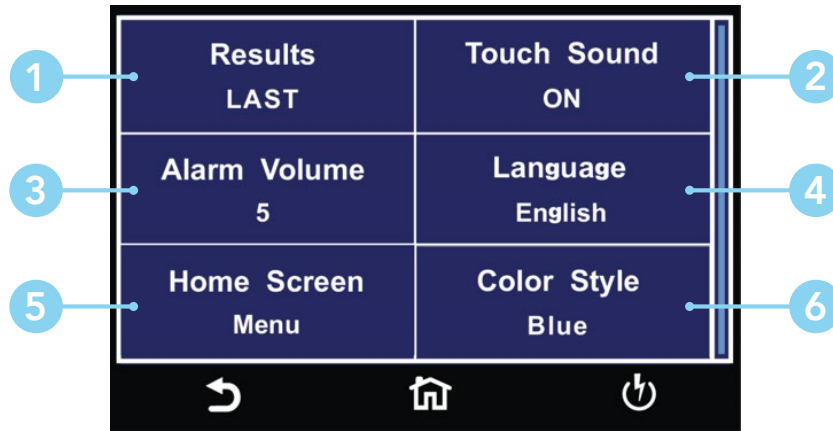 1
Results
LAST
2
Touch Sound
ON
3
Alarm Volume
5
4
Language
English
5
Home Screen
Menu
6
Color Style
Blue